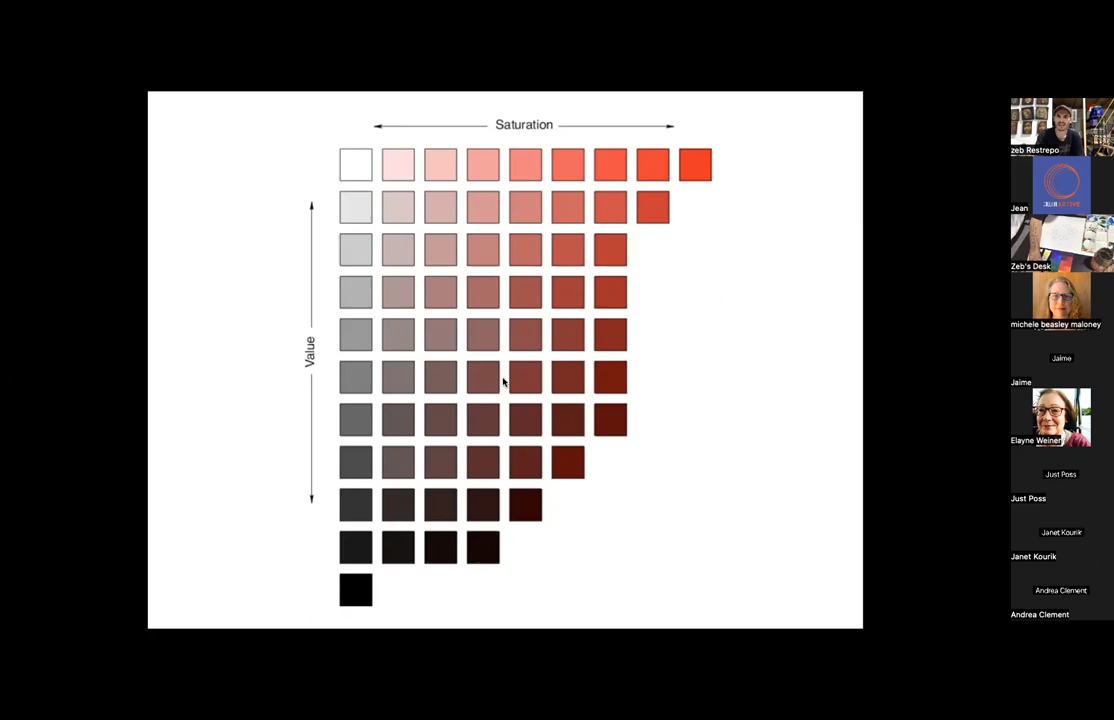 Saturation
Value
zeb Restrepo
Jean
Zeb's Desk
michele beasley maloney
Jaime
Jaime
Elayne Weiner
Just Poss
Just Poss
Janet Kourik
Janet Kourik
Andrea Clement
Andrea Clement